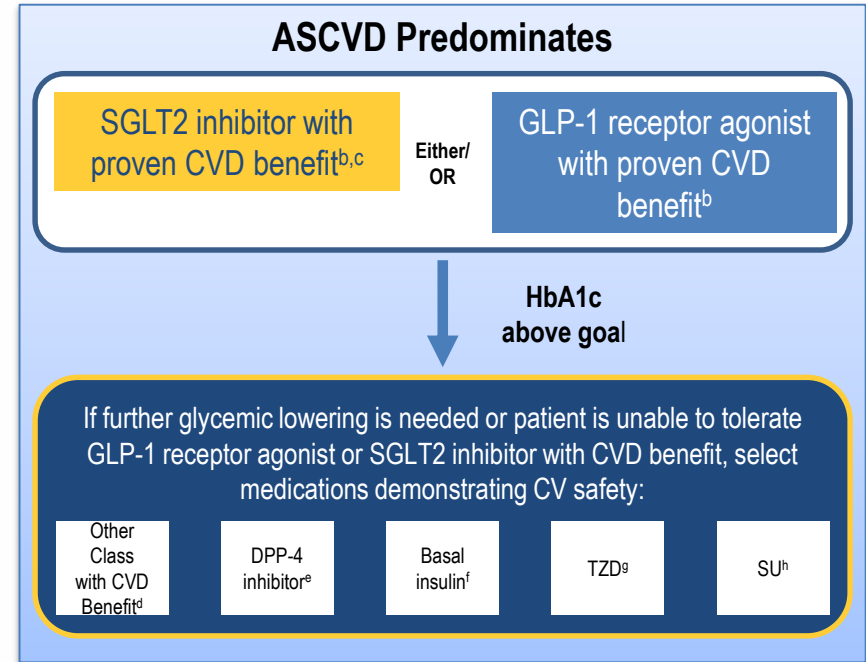 ASCVD Predominates
SGLT2 inhibitor with
proven CVD benefitᵇ,ᶜ
Either/
OR
GLP-1 receptor agonist
with proven CVD
benefitᵇ
HbA1c
above goal
If further glycemic lowering is needed or patient is unable to tolerate
GLP-1 receptor agonist or SGLT2 inhibitor with CVD benefit, select
medications demonstrating CV safety:
Other
Class
with CVD
Benefitᵈ
DPP-4
inhibitorᵉ
Basal
insulinᶠ
TZDᵍ
SUʰ